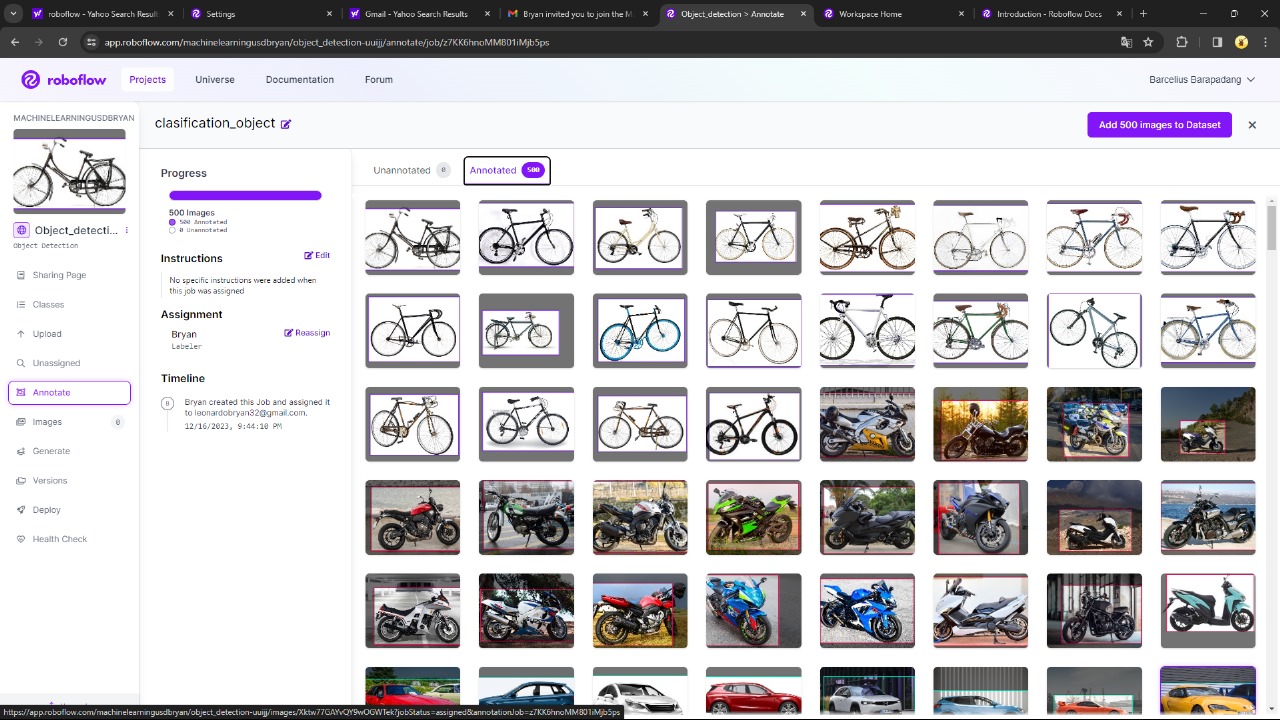 roboflow - Yahoo Search Result
Settings
Gmail - Yahoo Search Results
Bryan invited you to join the M
Object_detection > Annotate
Workspace Home
Introduction - Roboflow Docs
app.roboflow.com/machinelearningusdbryan/object_detection-uuijj/annotate/job/z7KK6hnoMM801iMjb5ps
roboflow
Projects
Universe
Documentation
Forum
Barcelius Barapadang
MACHINELEARNINGUSDBRYAN
clasification_object
Add 500 images to Dataset
Progress
500 Images
500 Annotated
0 Unannotated
Unannotated 0
Annotated 500
Object_detecti...
Object Detection
Instructions
Edit
No specific instructions were added when
this job was assigned
Assignment
Bryan
Labeler
Reassign
Timeline
B
Bryan created this Job and assigned it
to leonardobryan32@gmail.com.
12/16/2023, 9:44:10 PM
Sharing Page
Classes
Upload
Unassigned
Annotate
Images 0
Generate
Versions
Deploy
Health Check
https://app.roboflow.com/machinelearningusdbryan/object_detection-uuijj/images/Xktw77GAYvQY9wOGWTek?jobStatus=assigned&annotationJob=z7KK6hnoMM801iMjb5ps